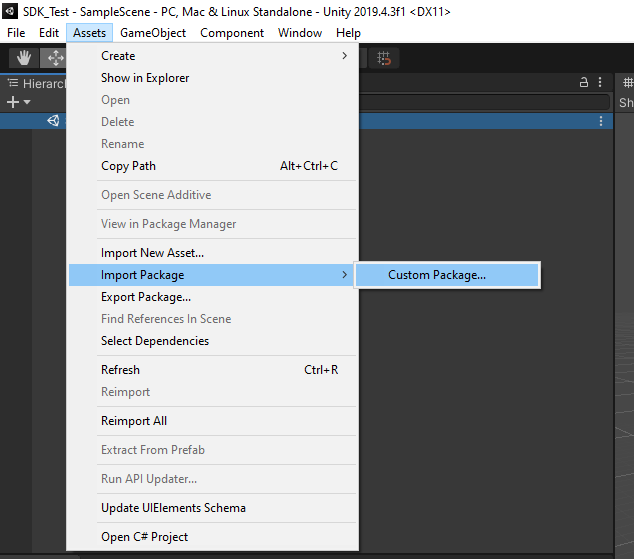 SDK_Test - SampleScene - PC, Mac & Linux Standalone - Unity 2019.4.3f1 <DX11>
File Edit Assets GameObject Component Window Help
Create
Show in Explorer
Open
Delete
Rename
Copy Path Alt+Ctrl+C
Open Scene Additive
View in Package Manager
Import New Asset...
Import Package Custom Package...
Export Package...
Find References In Scene
Select Dependencies
Refresh Ctrl+R
Reimport
Reimport All
Extract From Prefab
Run API Updater...
Update UIElements Schema
Open C# Project
Hierarch
Sh